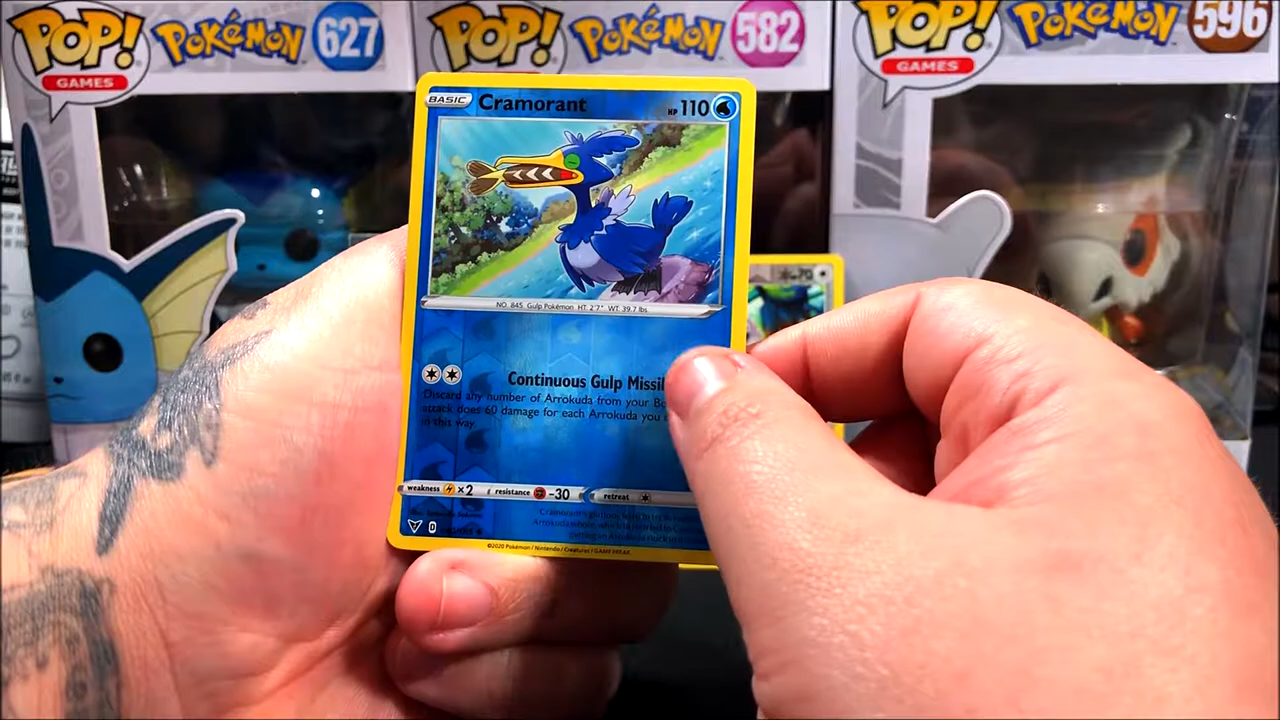 POP! POKéMON 627
GAMES
POP! POKéMON 582
POP! POKéMON 596
GAMES
BASIC Cramorant HP 110
NO. 845 Gulp Pokémon HT: 2'7" WT: 39.7 lbs
Continuous Gulp Missil
Discard any number of Arrokuda from your
attack does 60 damage for each Arrokuda you
in this way.
weakness x2 resistance -30 retreat
D
©2020 Pokémon / Nintendo / Creatures / GAME FREAK
70